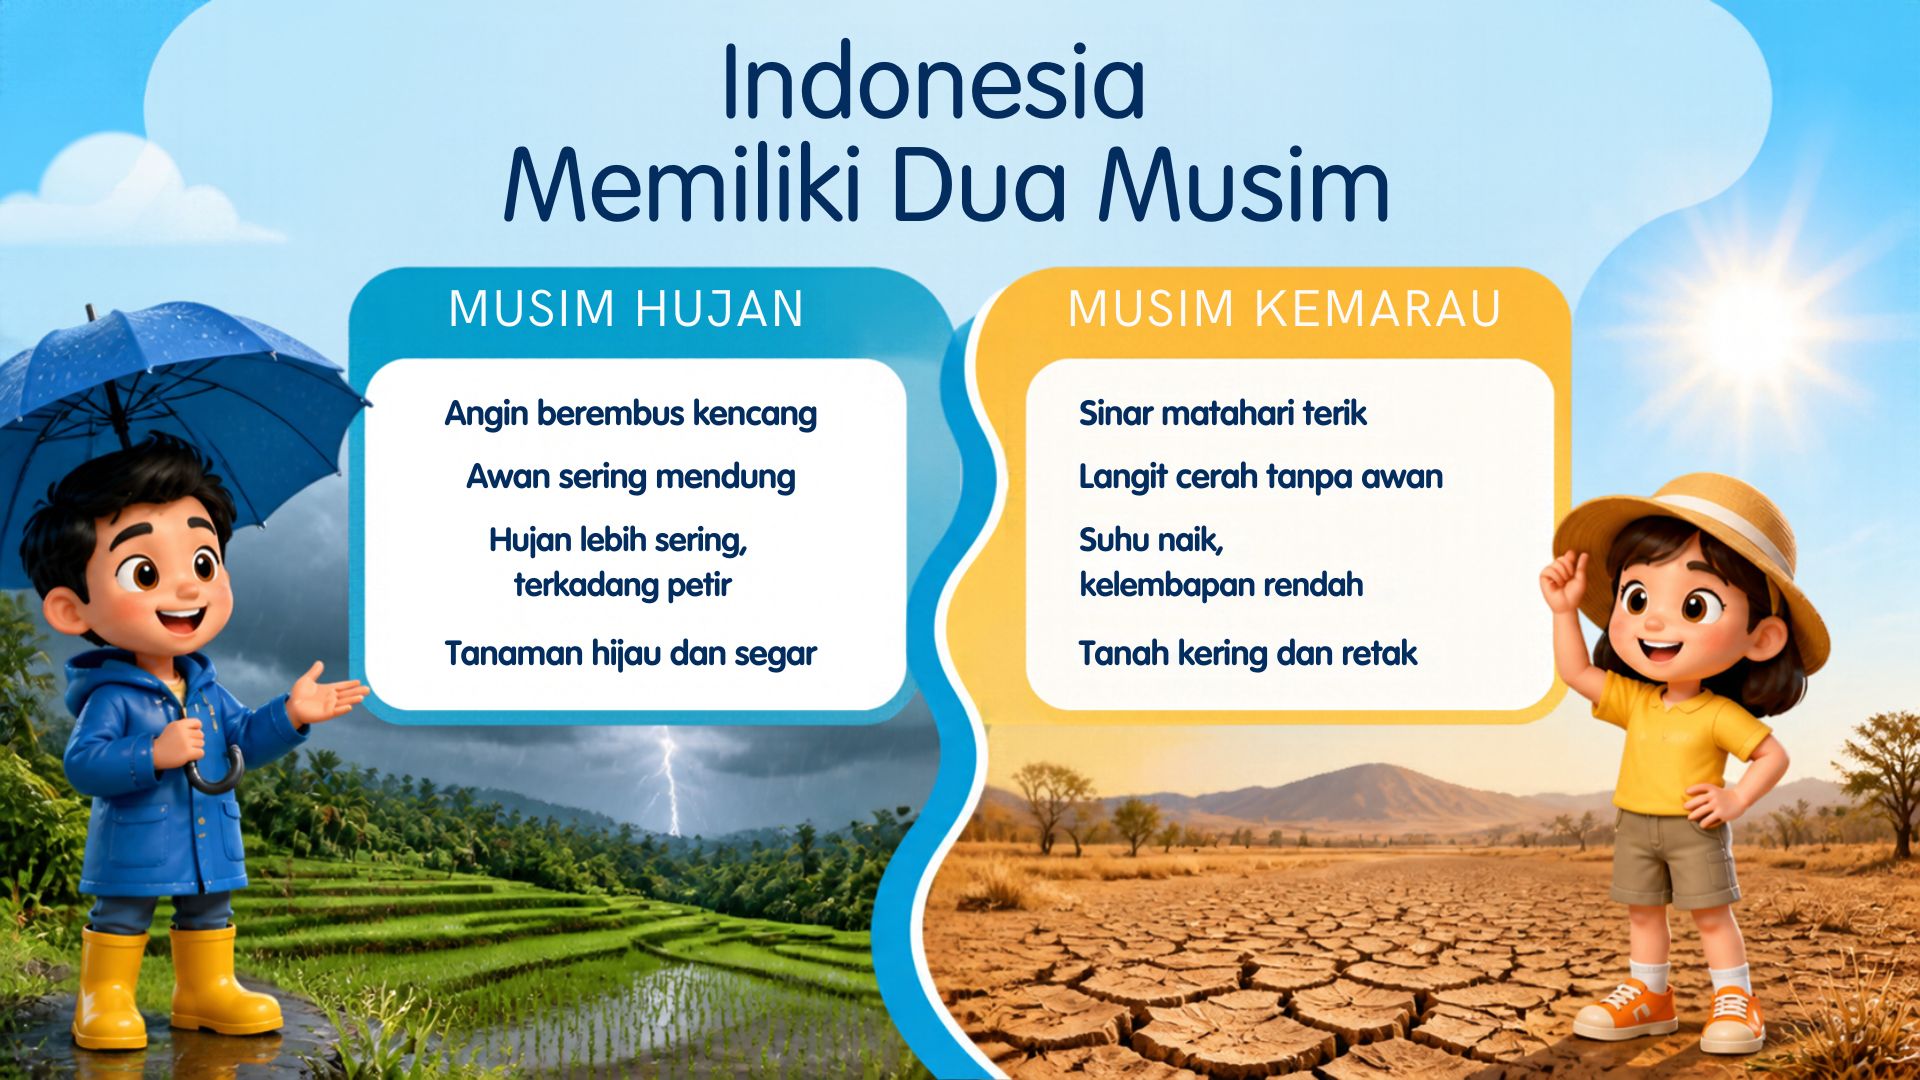 Indonesia
Memiliki Dua Musim
MUSIM HUJAN
Angin berembus kencang
Awan sering mendung
Hujan lebih sering,
terkadang petir
Tanaman hijau dan segar
MUSIM KEMARAU
Sinar matahari terik
Langit cerah tanpa awan
Suhu naik,
kelembapan rendah
Tanah kering dan retak